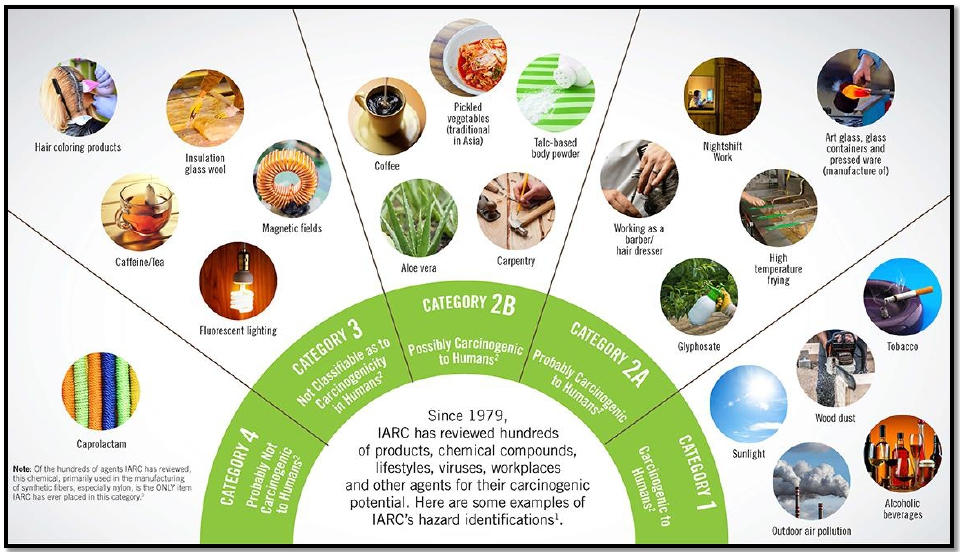 Hair coloring products
Insulation
glass wool
Caffeine/tea
Magnetic fields
Fluorescent lighting
Coffee
Pickled
vegetables
(traditional
in Asia)
Talc-based
body powder
Aloe vera
Carpentry
Nightshift
Work
Art glass, glass
containers and
pressed ware
(manufacture of)
Working as a
barber/
hair dresser
High
temperature
frying
Glyphosate
Tobacco
Wood dust
Sunlight
Alcoholic
beverages
Outdoor air pollution
Caprolactam
Note: Of the hundreds of agents IARC has reviewed,
this chemical, primarily used in the manufacturing
of synthetic fibers, especially nylon, is the ONLY item
IARC has ever placed in this category.³
CATEGORY 4
Probably Not
Carcinogenic
to Humans²
CATEGORY 3
Not Classifiable as to
Carcinogenicity
in Humans²
CATEGORY 2B
Possibly Carcinogenic
to Humans²
CATEGORY 2A
Probably Carcinogenic
to Humans²
CATEGORY 1
Carcinogenic to
Humans²
Since 1979,
IARC has reviewed hundreds
of products, chemical compounds,
lifestyles, viruses, workplaces
and other agents for their carcinogenic
potential. Here are some examples of
IARC's hazard identifications¹.